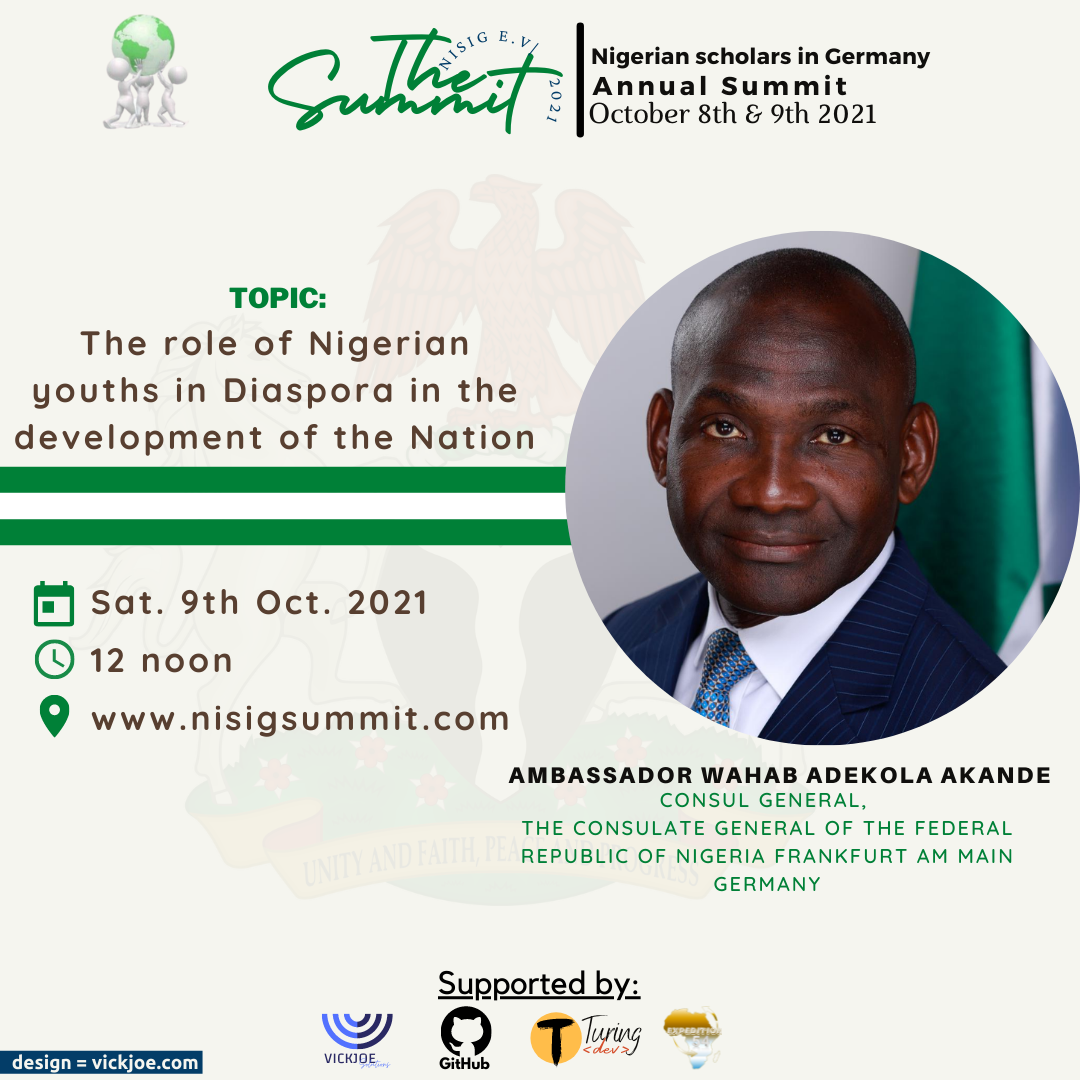 The
Summit
NISIG E.V
2021
Nigerian scholars in Germany
Annual Summit
October 8th & 9th 2021
TOPIC:
The role of Nigerian
youths in Diaspora in the
development of the Nation
Sat. 9th Oct. 2021
12 noon
www.nisigsummit.com
AMBASSADOR WAHAB ADEKOLA AKANDE
CONSUL GENERAL,
THE CONSULATE GENERAL OF THE FEDERAL
REPUBLIC OF NIGERIA FRANKFURT AM MAIN
GERMANY
UNITY AND FAITH, PEACE AND PROGRESS
Supported by:
VICKJOE
Solutions
GitHub
T Turing
<dev>
EXPEDITION
design = vickjoe.com